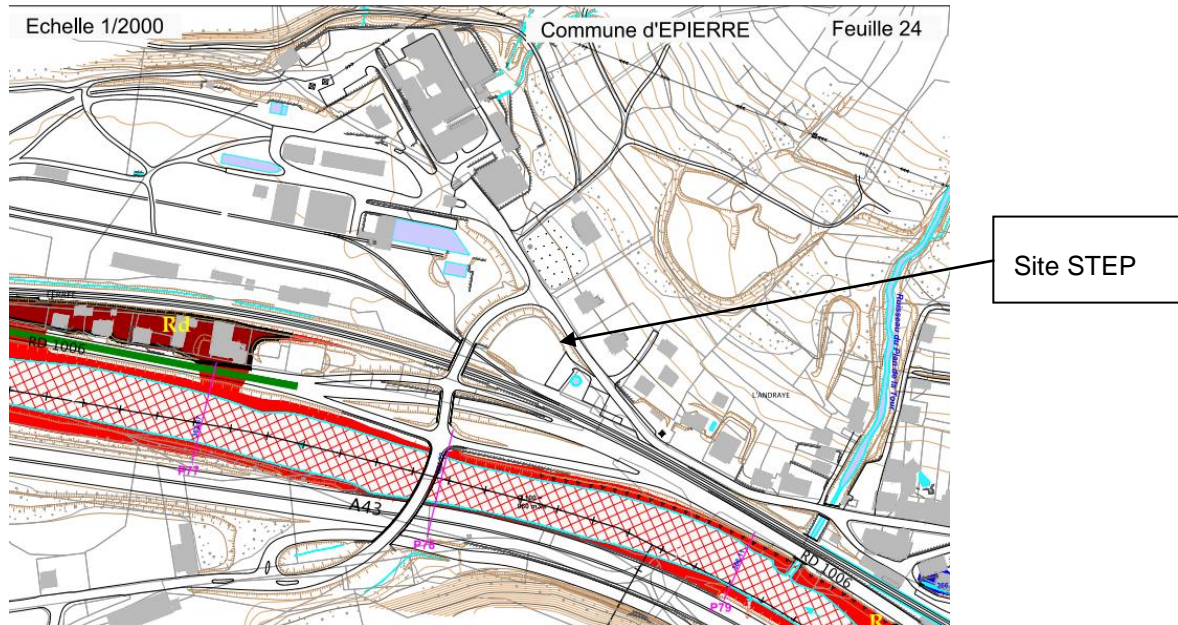 Echelle 1/2000
Commune d'EPIERRE
Feuille 24
Site STEP
Rd
RD 1006
Ruisseau du Plan de la Tour
L'ANDRAYE
P77
A43
P78
P79
RD 1006
R